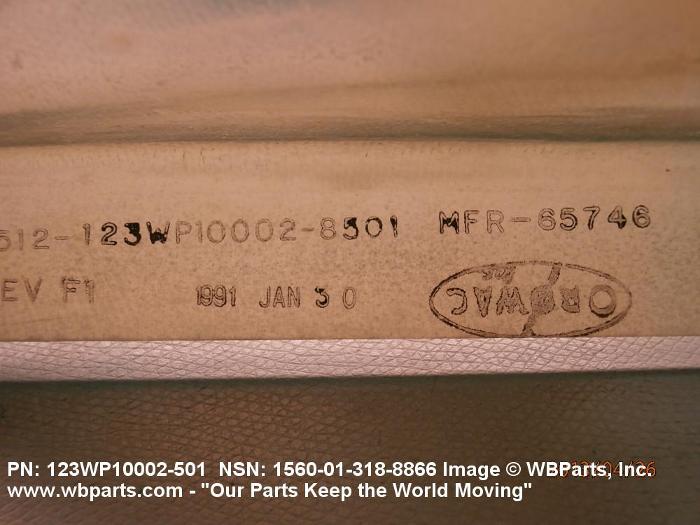 512-123WP10002-8501 MFR-65746
EV F1 1991 JAN 30
OROWAC
PN: 123WP10002-501 NSN: 1560-01-318-8866 Image © WBParts, Inc.
www.wbparts.com - "Our Parts Keep the World Moving"